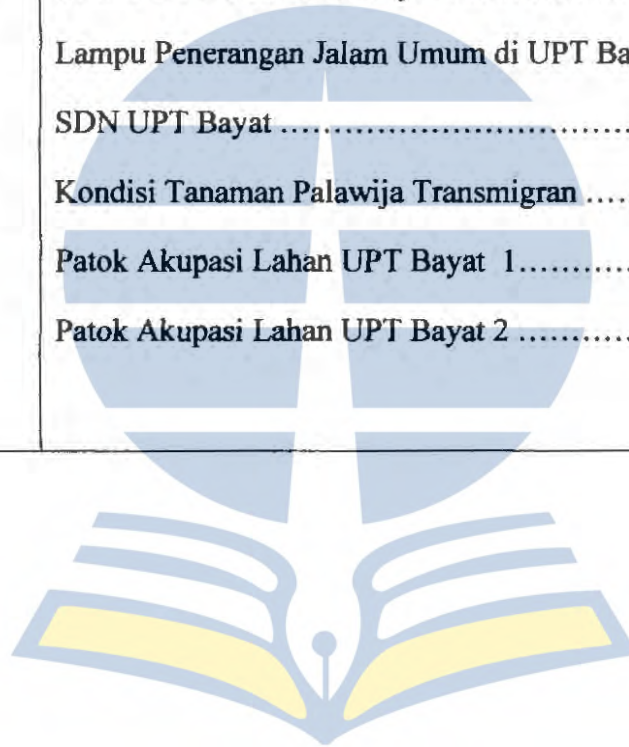 Lampu Penerangan Jalam Umum di UPT Ba
SDN UPT Bayat ................................
Kondisi Tanaman Palawija Transmigran ....
Patok Akupasi Lahan UPT Bayat 1............
Patok Akupasi Lahan UPT Bayat 2 ...........